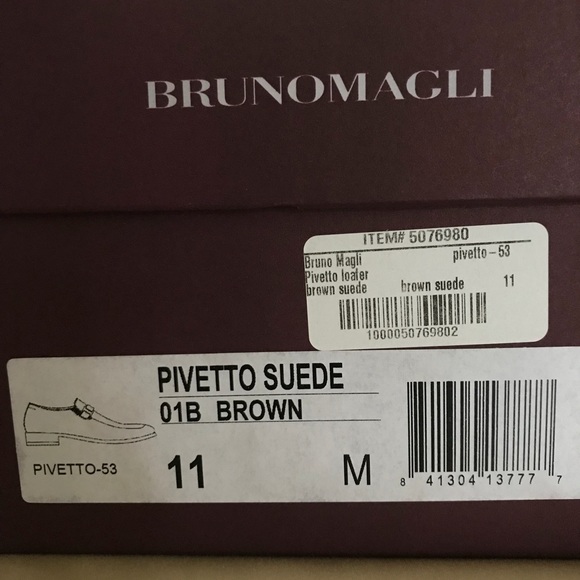 BRUNOMAGLI
ITEM# 5076980
Bruno Magli pivetto-53
Pivetto loafer
brown suede brown suede 11
1000050769802
PIVETTO SUEDE
01B BROWN
PIVETTO-53
11 M
8 41304 13777 7